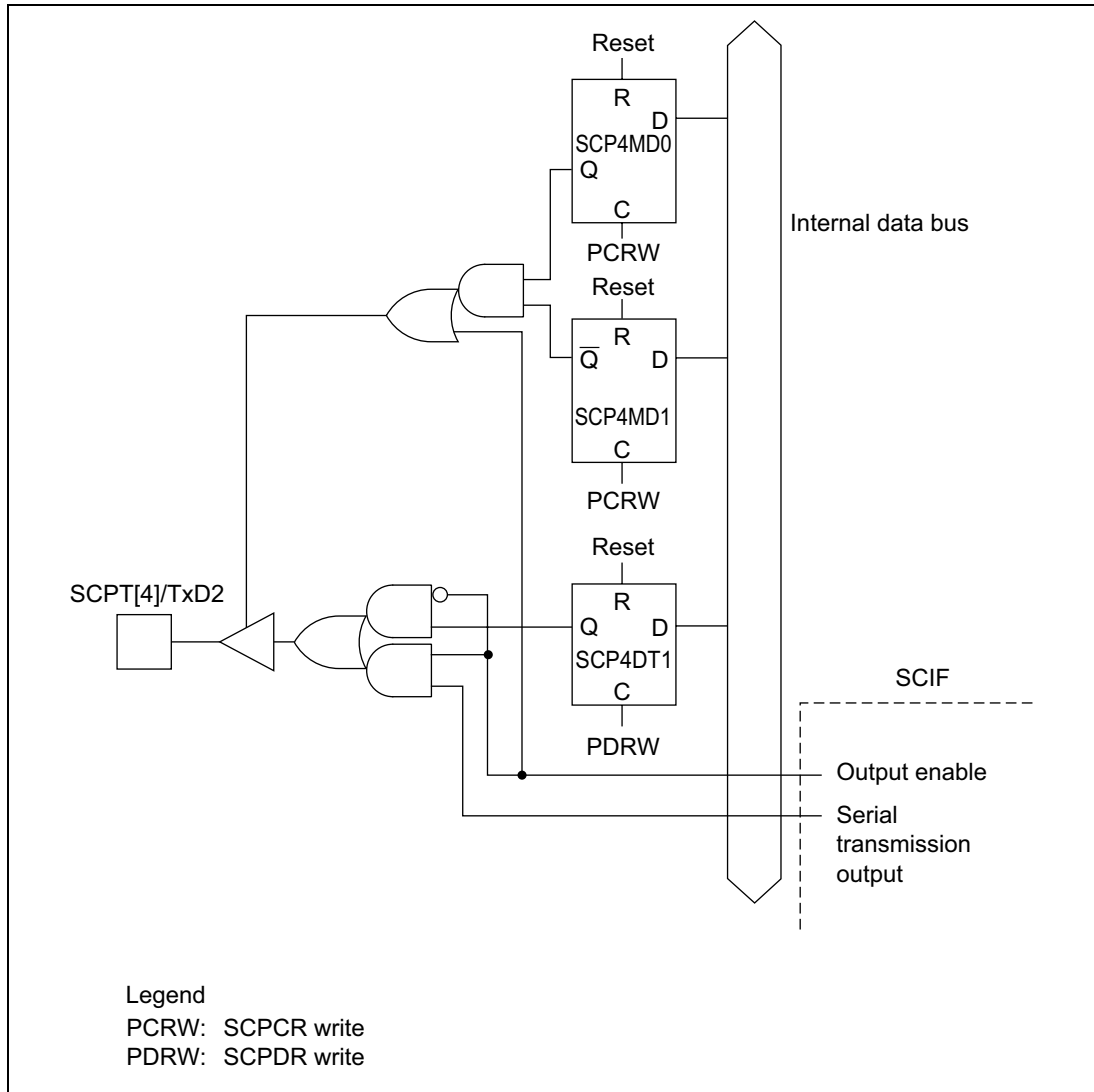 Reset
R
D
SCP4MD0
Q
C
PCRW
Internal data bus
Reset
R
Q̅
D
SCP4MD1
C
PCRW
Reset
SCPT[4]/TxD2
R
Q
D
SCP4DT1
C
PDRW
SCIF
Output enable
Serial
transmission
output
Legend
PCRW: SCPCR write
PDRW: SCPDR write